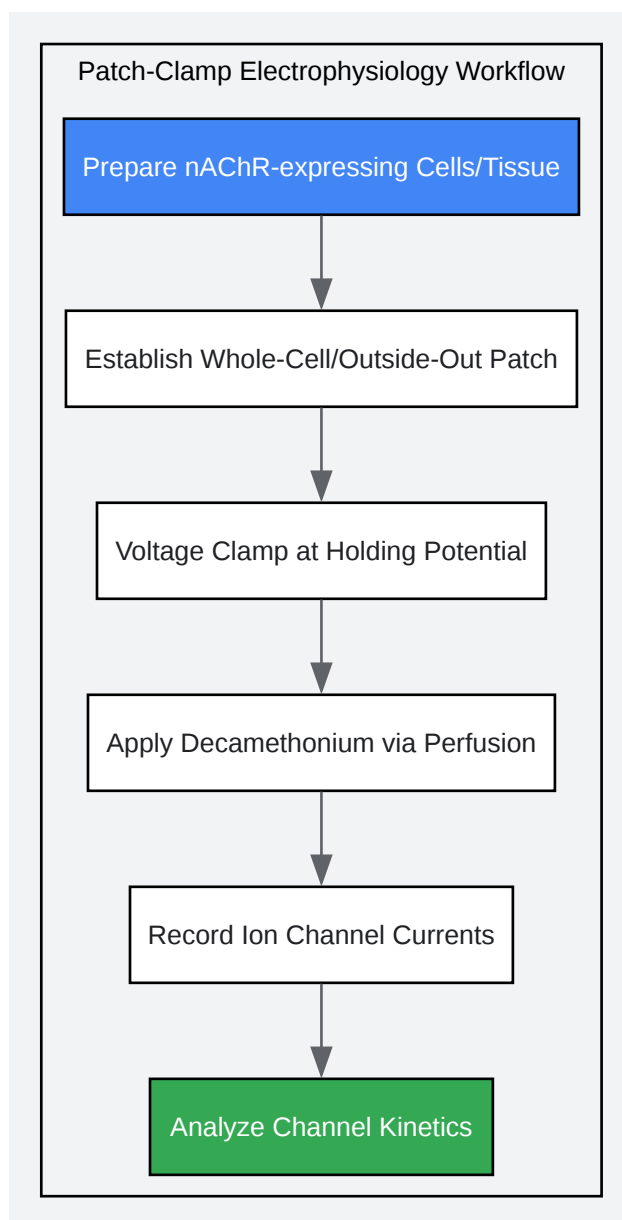 Patch-Clamp Electrophysiology Workflow
Prepare nAChR-expressing Cells/Tissue
Establish Whole-Cell/Outside-Out Patch
Voltage Clamp at Holding Potential
Apply Decamethonium via Perfusion
Record Ion Channel Currents
Analyze Channel Kinetics